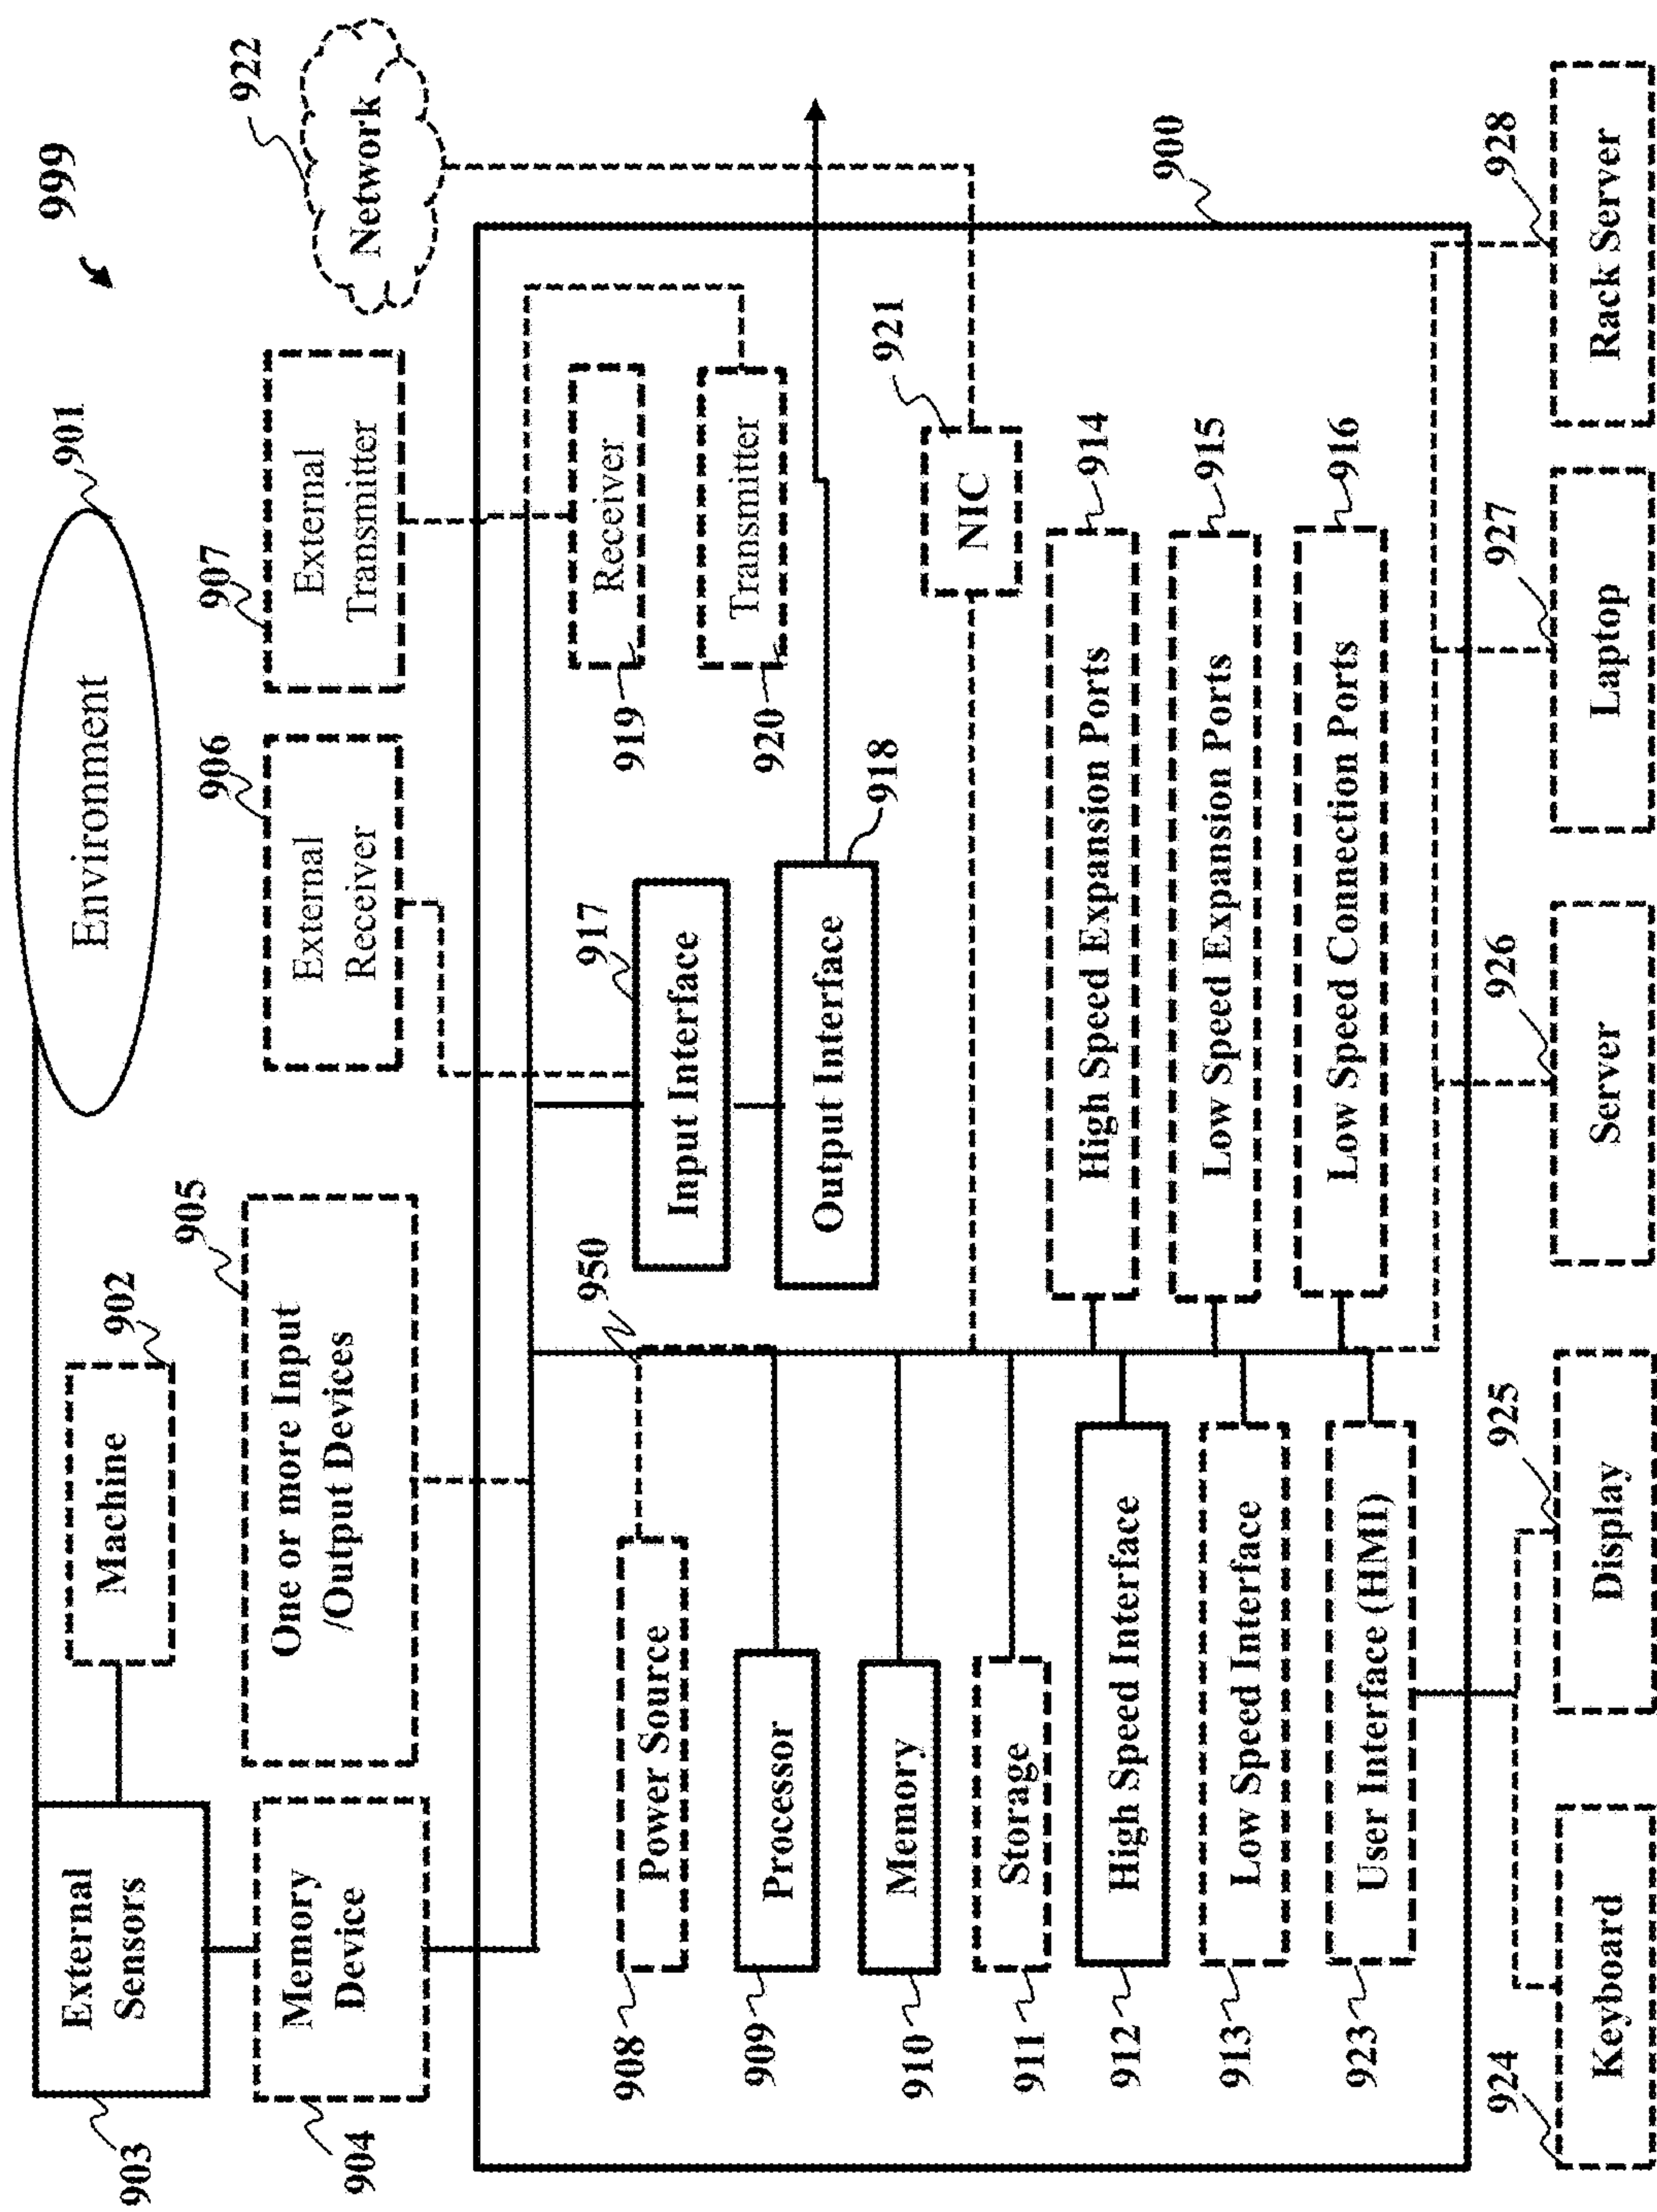 999
901
Environment
922
Network
902
Machine
903
External
Sensors
904
Memory
Device
905
One or more Input
/Output Devices
906
External
Receiver
907
External
Transmitter
900
908
Power Source
950
909
Processor
910
Memory
911
Storage
912
High Speed Interface
913
Low Speed Interface
923
User Interface (HMI)
917
Input Interface
918
Output Interface
919
Receiver
920
Transmitter
921
NIC
914
High Speed Expansion Ports
915
Low Speed Expansion Ports
916
Low Speed Connection Ports
924
Keyboard
925
Display
926
Server
927
Laptop
928
Rack Server